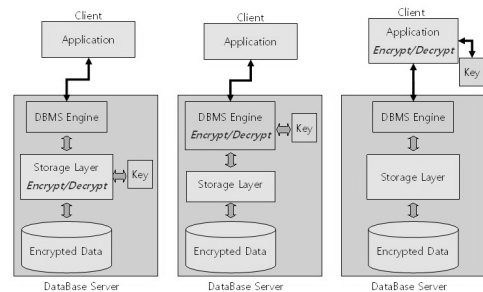 Client
Application
DBMS Engine
Storage Layer
Encrypt/Decrypt
Key
Encrypted Data
DataBase Server
Client
Application
DBMS Engine
Encrypt/Decrypt
Key
Storage Layer
Encrypted Data
DataBase Server
Client
Application
Encrypt/Decrypt
Key
DBMS Engine
Storage Layer
Encrypted Data
DataBase Server